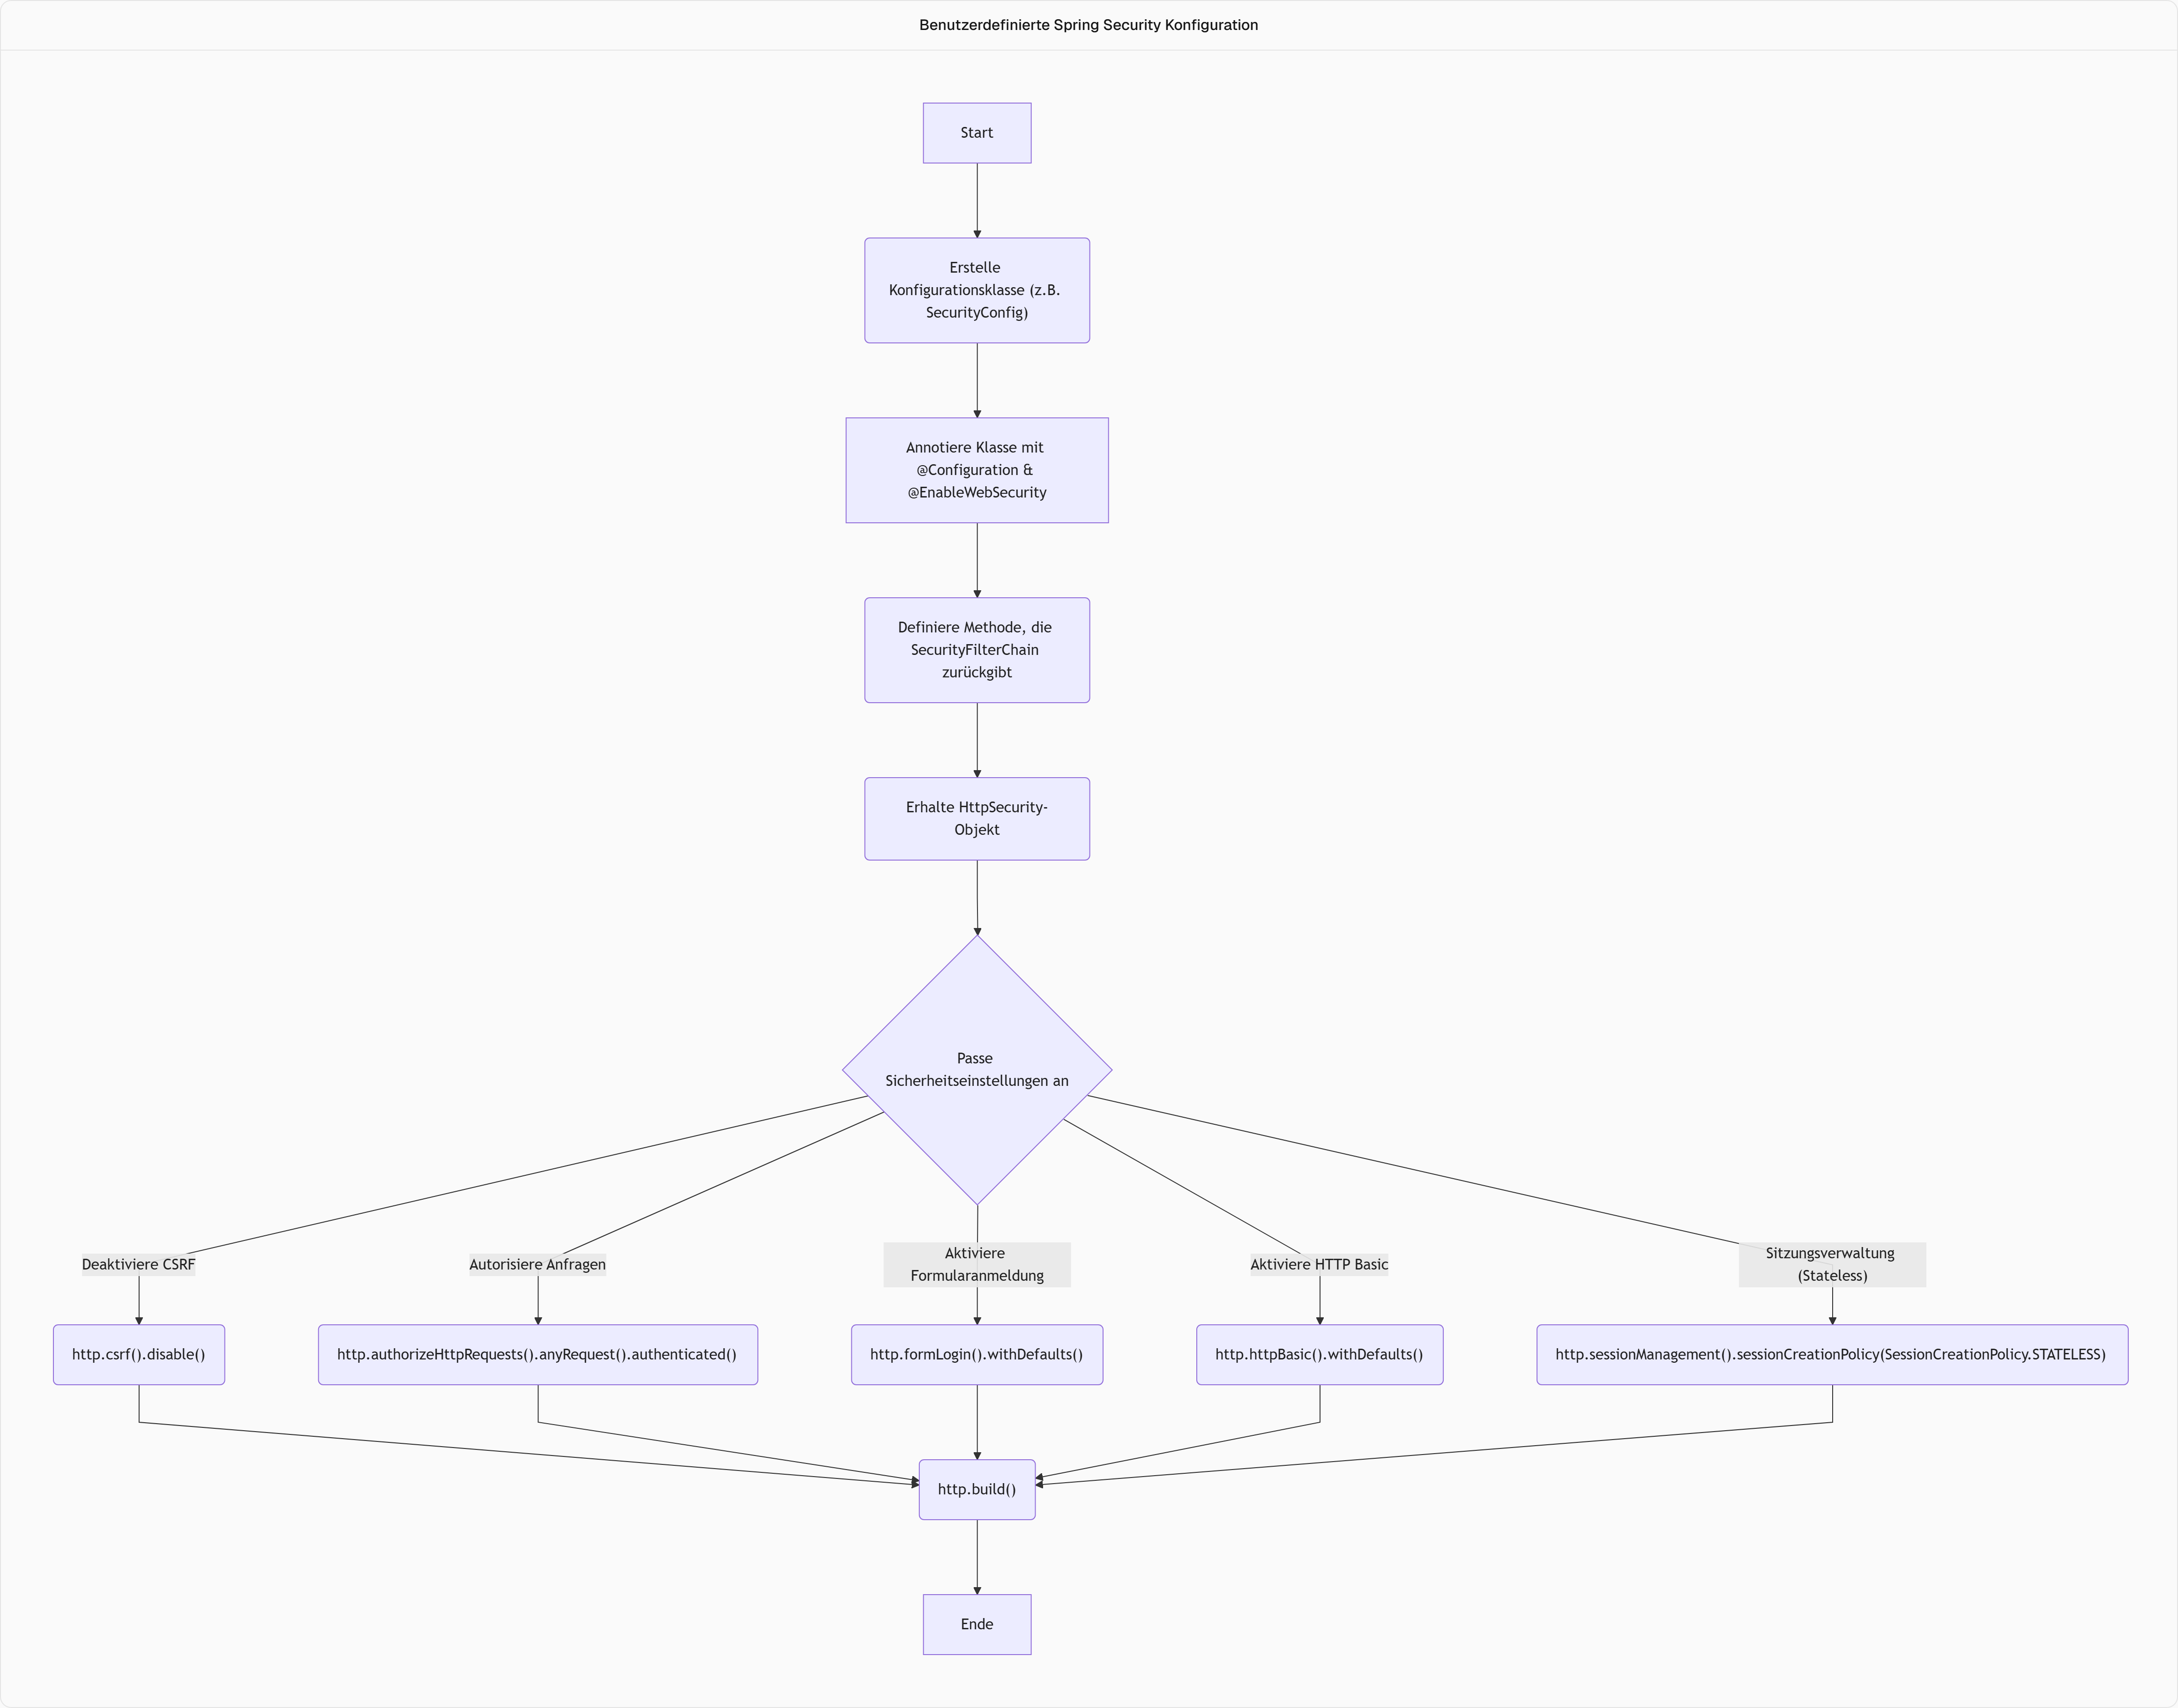 Benutzerdefinierte Spring Security Konfiguration
Start
Erstelle
Konfigurationsklasse (z.B.
SecurityConfig)
Annotiere Klasse mit
@Configuration &
@EnableWebSecurity
Definiere Methode, die
SecurityFilterChain
zurückgibt
Erhalte HttpSecurity-
Objekt
Passe
Sicherheitseinstellungen an
Deaktiviere CSRF
Autorisiere Anfragen
Aktiviere
Formularanmeldung
Aktiviere HTTP Basic
Sitzungsverwaltung
(Stateless)
http.csrf().disable()
http.authorizeHttpRequests().anyRequest().authenticated()
http.formLogin().withDefaults()
http.httpBasic().withDefaults()
http.sessionManagement().sessionCreationPolicy(SessionCreationPolicy.STATELESS)
http.build()
Ende